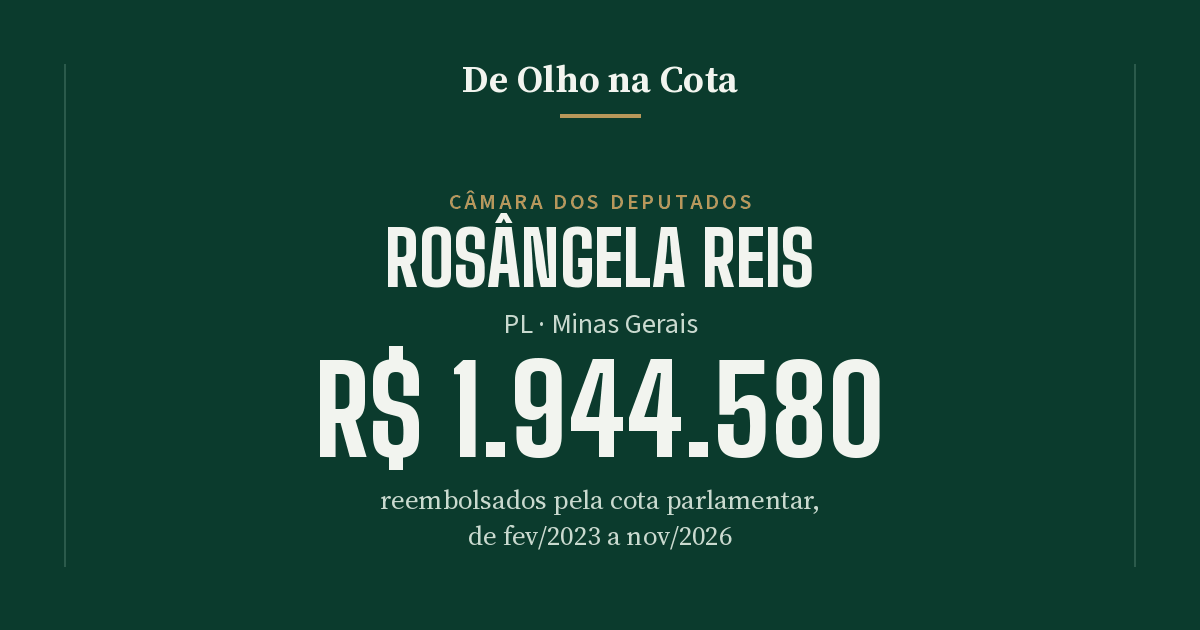 De Olho na Cota
CÂMARA DOS DEPUTADOS
ROSÂNGELA REIS
PL · Minas Gerais
R$ 1.944.580
reembolsados pela cota parlamentar,
de fev/2023 a nov/2026